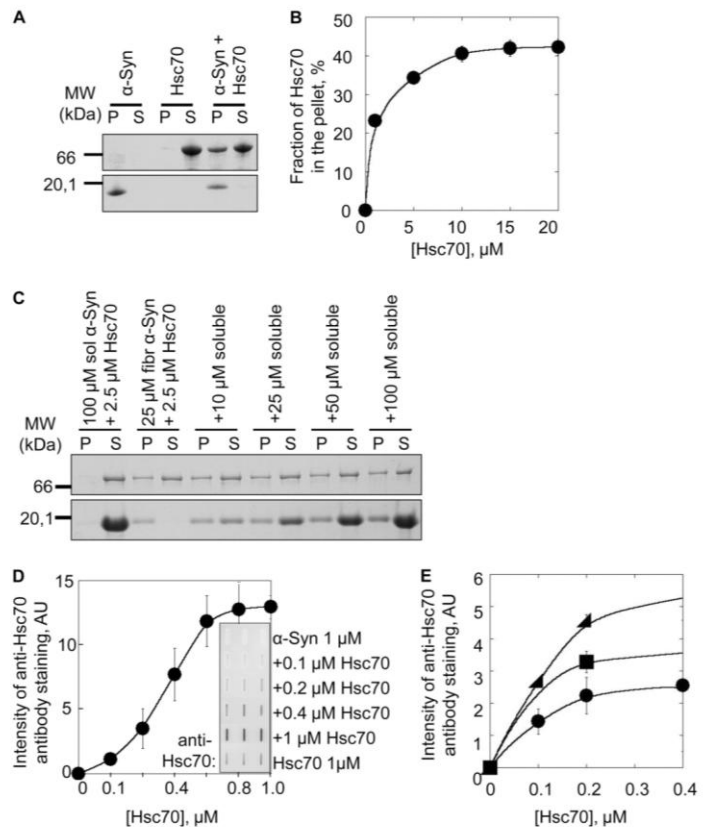 A
MW
(kDa)
α-Syn
Hsc70
α-Syn +
Hsc70
P S P S P S
66
20,1
B
Fraction of Hsc70
in the pellet, %
50
40
30
20
10
0
5 10 15 20
[Hsc70], µM
C
MW
(kDa)
100 µM sol α-Syn
+ 2.5 µM Hsc70
25 µM fibr α-Syn
+ 2.5 µM Hsc70
+10 µM soluble
+25 µM soluble
+50 µM soluble
+100 µM soluble
P S P S P S P S P S P S
66
20,1
D
Intensity of anti-Hsc70
antibody staining, AU
15
10
5
0
0 0.1 0.4 0.8 1.0
[Hsc70], µM
α-Syn 1 µM
+0.1 µM Hsc70
+0.2 µM Hsc70
+0.4 µM Hsc70
+1 µM Hsc70
Hsc70 1µM
anti-
Hsc70:
E
Intensity of anti-Hsc70
antibody staining, AU
6
5
4
3
2
1
0
0 0.1 0.2 0.3 0.4
[Hsc70], µM